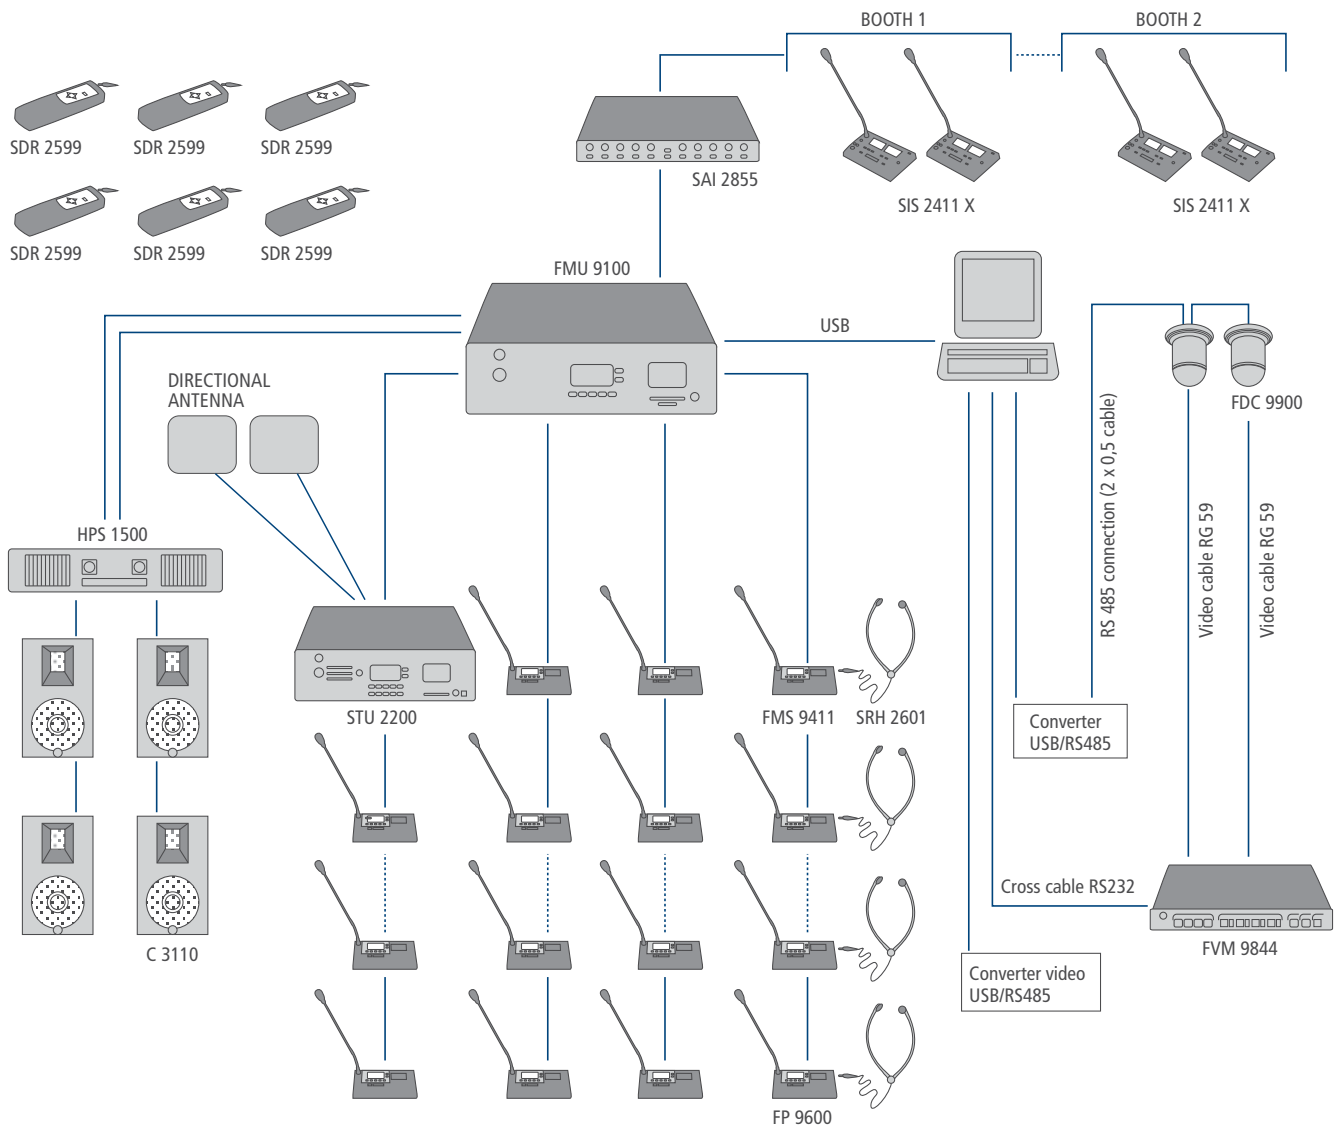 BOOTH 1
BOOTH 2
SDR 2599
SDR 2599
SDR 2599
SAI 2855
SIS 2411 X
SIS 2411 X
SDR 2599
SDR 2599
SDR 2599
FMU 9100
USB
DIRECTIONAL
ANTENNA
FDC 9900
RS 485 connection (2 x 0,5 cable)
Video cable RG 59
Video cable RG 59
HPS 1500
STU 2200
FMS 9411
SRH 2601
Converter
USB/RS485
Cross cable RS232
C 3110
FVM 9844
Converter video
USB/RS485
FP 9600